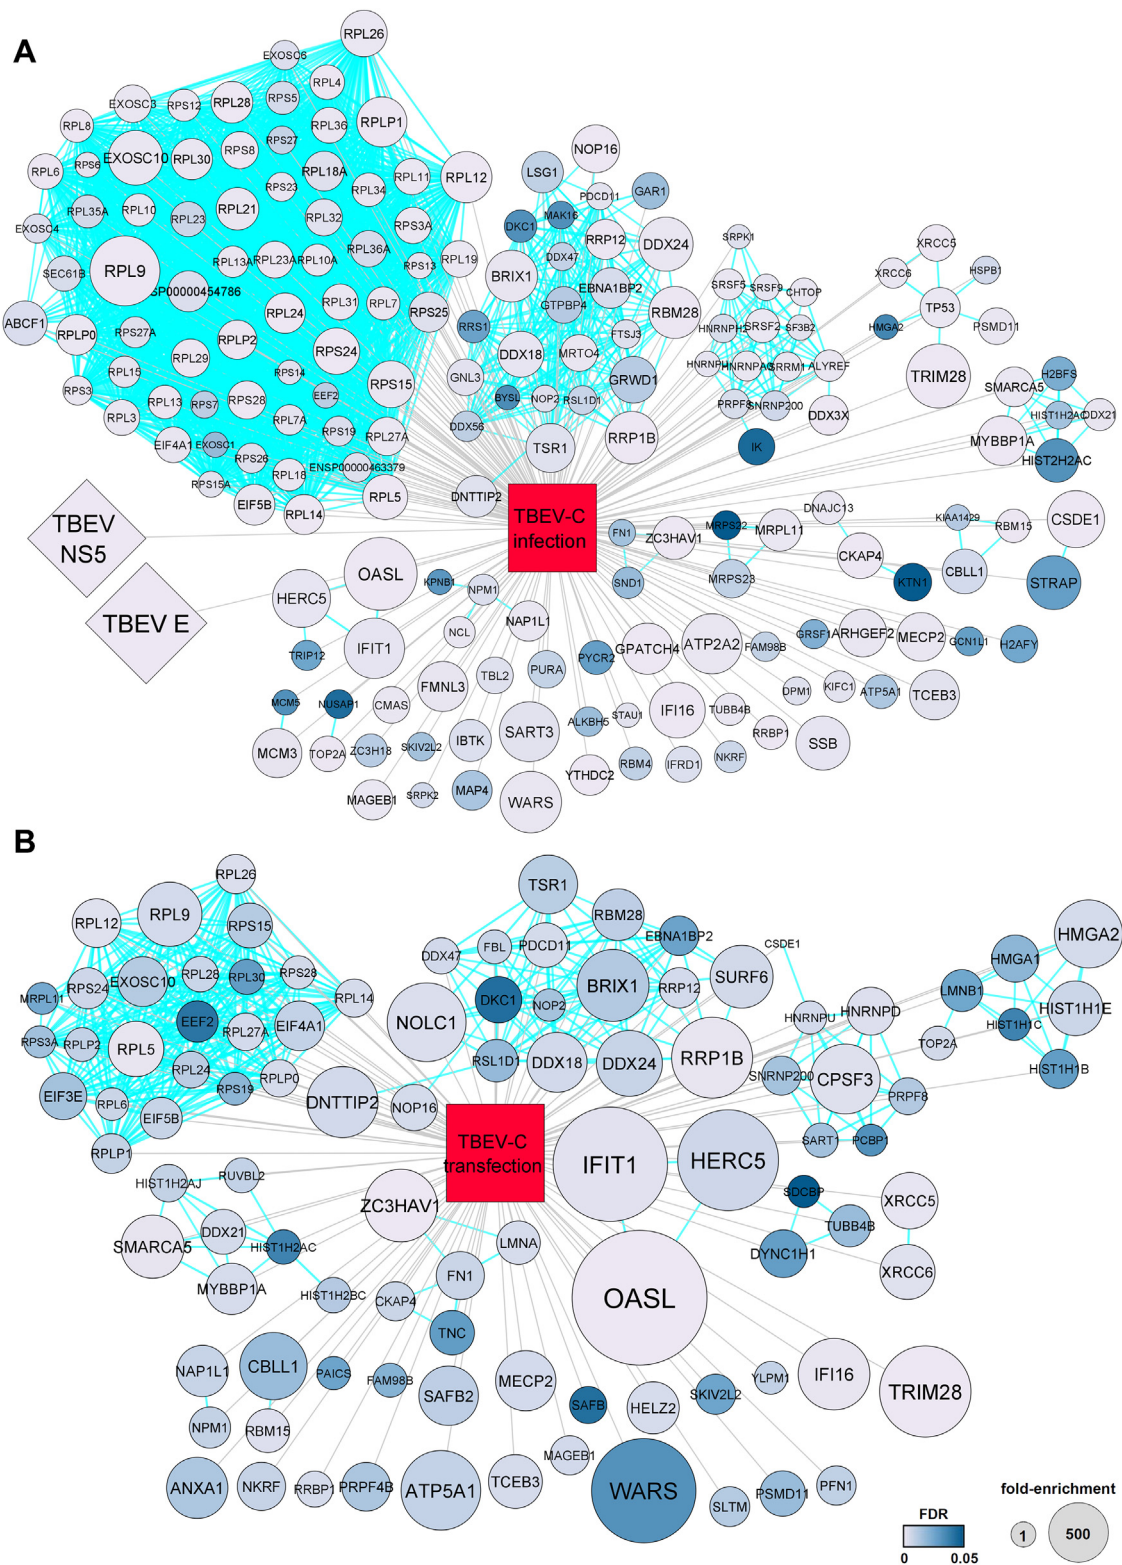 A
RPL26
EXOSC6
RPL4
EXOSC3
RPS12
RPL28
RPS5
RPL8
RPL36
RPLP1
RPS27
RPS6
EXOSC10
RPL30
RPS8
RPL18A
RPL6
RPS23
RPL34
RPL11
RPL12
RPL35A
RPL10
RPL23
RPL21
RPL32
RPS3A
EXOSC4
RPL36A
SEC61B
RPL9
RPL13A
RPL23A
RPL10A
RPS13
RPL19
SP00000454786
ABCF1
RPLP0
RPS27A
RPL24
RPL31
RPL7
RPS25
RPLP2
RPL29
RPS24
RPL15
RPS14
RPS3
RPL13
RPS7
RPS28
EEF2
RPS15
RPL3
RPL7A
RPS19
RPL27A
EIF4A1
EXOSC1
RPS26
ENSP00000463379
RPS15A
RPL18
EIF5B
RPL14
RPL5
NOP16
LSG1
PDCD11
GAR1
DKC1
MAK16
RRP12
DDX24
DDX47
BRIX1
EBNA1BP2
GTPBP4
RBM28
RRS1
FTSJ3
DDX18
MRTO4
GNL3
GRWD1
BYSL
NOP2
RSL1D1
DDX56
TSR1
RRP1B
DNTTIP2
SRPK1
SRSF5
SRSF9
CHTOP
HNRNPH2
SRSF2
SF3B2
SRRM1
ALYREF
PRPF8
SNRNP200
DDX3X
IK
XRCC5
XRCC6
HSPB1
TP53
HMGA2
PSMD11
TRIM28
SMARCA5
H2BFS
HIST1H2AC
DDX21
MYBBP1A
HIST2H2AC
TBEV
NS5
TBEV E
TBEV-C
infection
FN1
ZC3HAV1
MRPS22
MRPL11
SND1
MRPS23
DNAJC13
CKAP4
KTN1
KIAA1429
RBM15
CBLL1
CSDE1
STRAP
OASL
HERC5
IFIT1
TRIP12
KPNB1
NPM1
NCL
NAP1L1
PYCR2
GPATCH4
ATP2A2
FAM98B
GRSF1
ARHGEF2
MECP2
GCN1L1
H2AFY
MCM5
NUSAP1
CMAS
FMNL3
TBL2
PURA
MCM3
TOP2A
ZC3H18
SKIV2L2
IBTK
SART3
ALKBH5
STAU1
IFI16
TUBB4B
DPM1
KIFC1
ATP5A1
TCEB3
RRBP1
SSB
MAGEB1
SRPK2
MAP4
WARS
YTHDC2
RBM4
IFRD1
NKRF
B
RPL26
RPL12
RPL9
RPS15
RPS24
EXOSC10
RPL28
RPL30
RPS28
MRPL11
RPL14
EEF2
RPL27A
EIF4A1
RPS3A
RPLP2
RPL5
RPL24
RPS19
RPLP0
EIF3E
RPL6
EIF5B
RPLP1
TSR1
RBM28
DDX47
FBL
PDCD11
EBNA1BP2
DKC1
BRIX1
RRP12
SURF6
NOP2
NOLC1
RSL1D1
DDX18
DDX24
RRP1B
DNTTIP2
NOP16
CSDE1
HNRNPU
HNRNPD
SNRNP200
CPSF3
PRPF8
SART1
PCBP1
HMGA2
HMGA1
LMNB1
HIST1H1E
HIST1H1C
TOP2A
HIST1H1B
TBEV-C
transfection
IFIT1
HERC5
OASL
SDCBP
TUBB4B
DYNC1H1
XRCC5
XRCC6
HIST1H2AJ
RUVBL2
DDX21
SMARCA5
HIST1H2AC
MYBBP1A
HIST1H2BC
ZC3HAV1
LMNA
FN1
CKAP4
TNC
NAP1L1
CBLL1
PAICS
FAM98B
SAFB2
MECP2
SAFB
HELZ2
SKIV2L2
YLPM1
IFI16
TRIM28
NPM1
RBM15
MAGEB1
ANXA1
NKRF
RRBP1
PRPF4B
ATP5A1
TCEB3
WARS
SLTM
PSMD11
PFN1
FDR
0 0.05
fold-enrichment
1 500